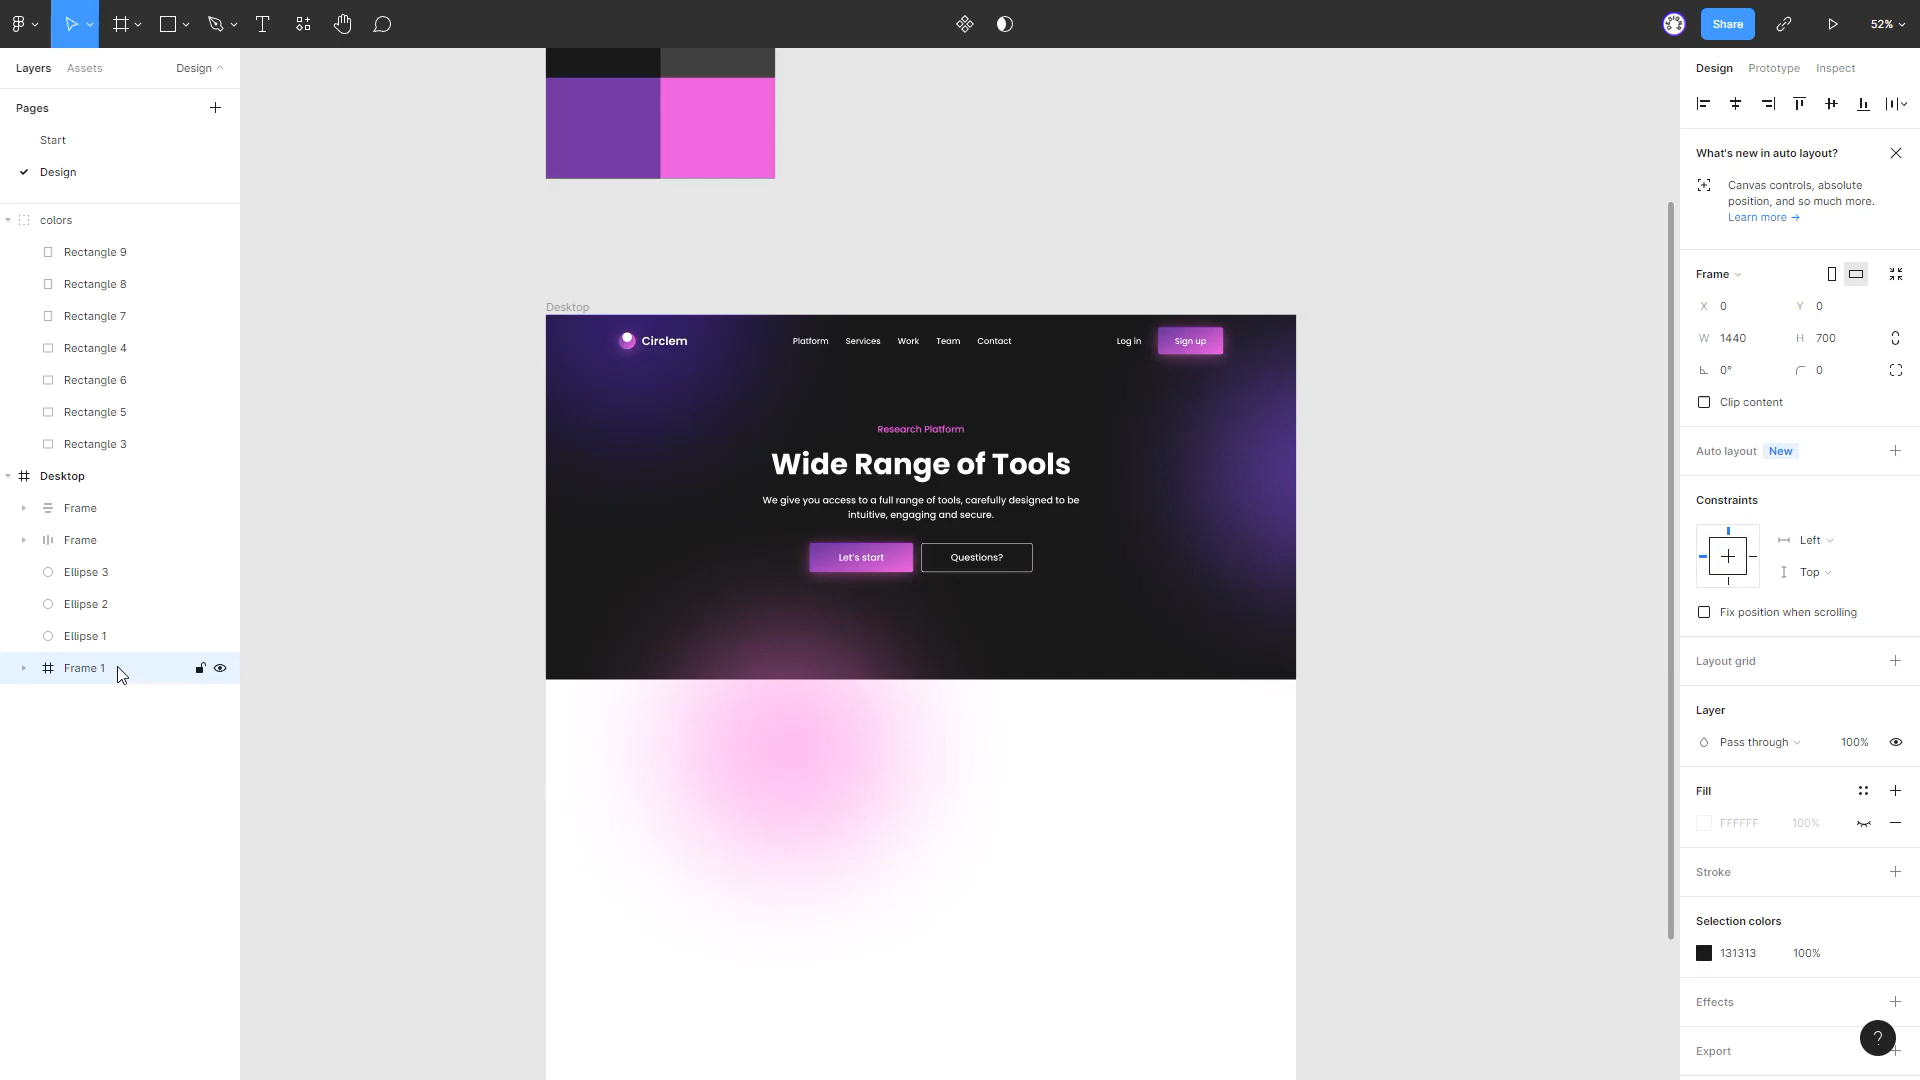 Share
52%
Layers
Assets
Design
Pages
Start
Design
colors
Rectangle 9
Rectangle 8
Rectangle 7
Rectangle 4
Rectangle 6
Rectangle 5
Rectangle 3
Desktop
Frame
Frame
Ellipse 3
Ellipse 2
Ellipse 1
Frame 1
Desktop
Circlem
Platform
Services
Work
Team
Contact
Log in
Sign up
Research Platform
Wide Range of Tools
We give you access to a full range of tools, carefully designed to be
intuitive, engaging and secure.
Let's start
Questions?
Design
Prototype
Inspect
What's new in auto layout?
Canvas controls, absolute
position, and so much more.
Learn more →
Frame
X 0
Y 0
W 1440
H 700
0°
0
Clip content
Auto layout
New
Constraints
Left
Top
Fix position when scrolling
Layout grid
Layer
Pass through
100%
Fill
FFFFFF
100%
Stroke
Selection colors
131313
100%
Effects
Export
?